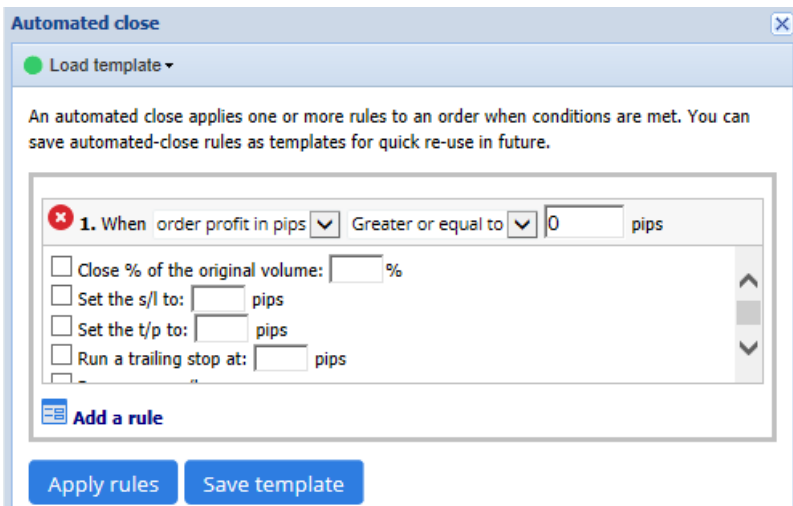 Automated close
Load template
An automated close applies one or more rules to an order when conditions are met. You can
save automated-close rules as templates for quick re-use in future.
1. When order profit in pips Greater or equal to 0 pips
Close % of the original volume: %
Set the s/l to: pips
Set the t/p to: pips
Run a trailing stop at: pips
Add a rule
Apply rules Save template